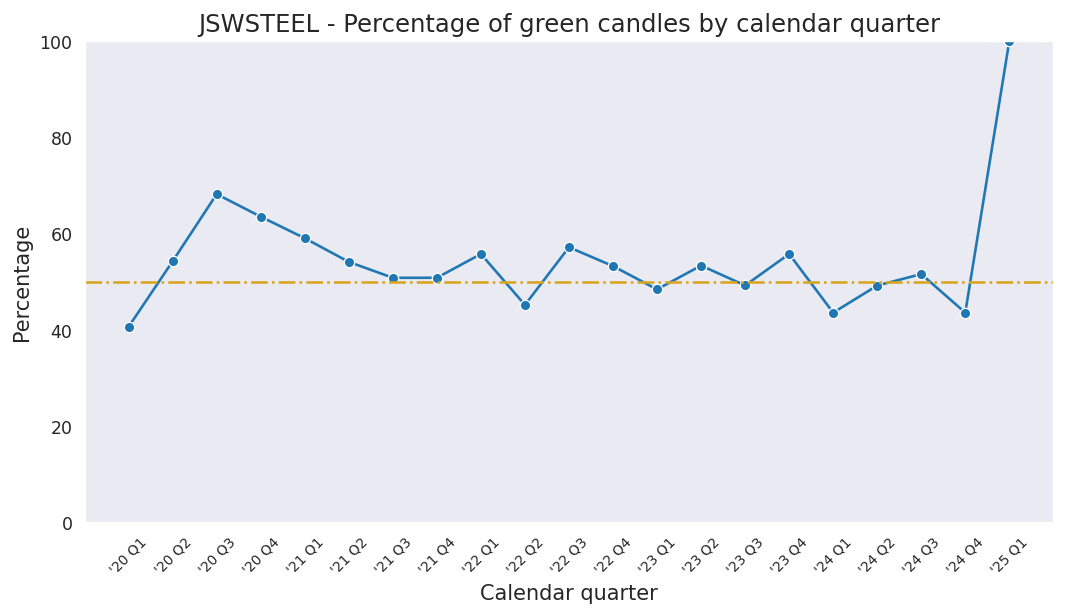 JSWSTEEL - Percentage of green candles by calendar quarter
Percentage
100
80
60
40
20
0
'20 Q1
'20 Q2
'20 Q3
'20 Q4
'21 Q1
'21 Q2
'21 Q3
'21 Q4
'22 Q1
'22 Q2
'22 Q3
'22 Q4
'23 Q1
'23 Q2
'23 Q3
'23 Q4
'24 Q1
'24 Q2
'24 Q3
'24 Q4
'25 Q1
Calendar quarter